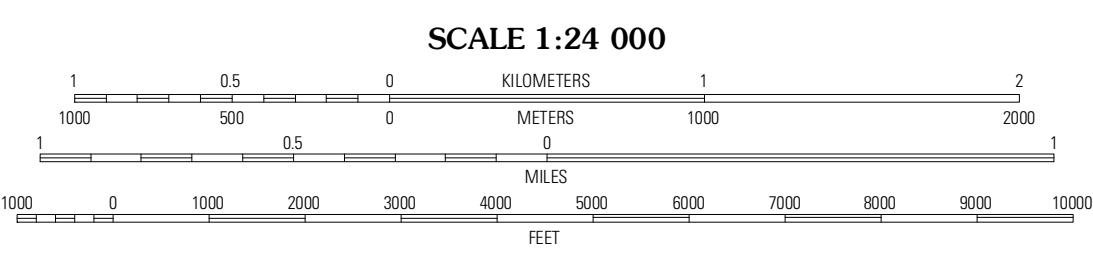 SCALE 1:24 000
1 0.5 0 KILOMETERS 1 2
1000 500 0 METERS 1000 2000
1 0.5 0 1
MILES
1000 0 1000 2000 3000 4000 5000 6000 7000 8000 9000 10000
FEET